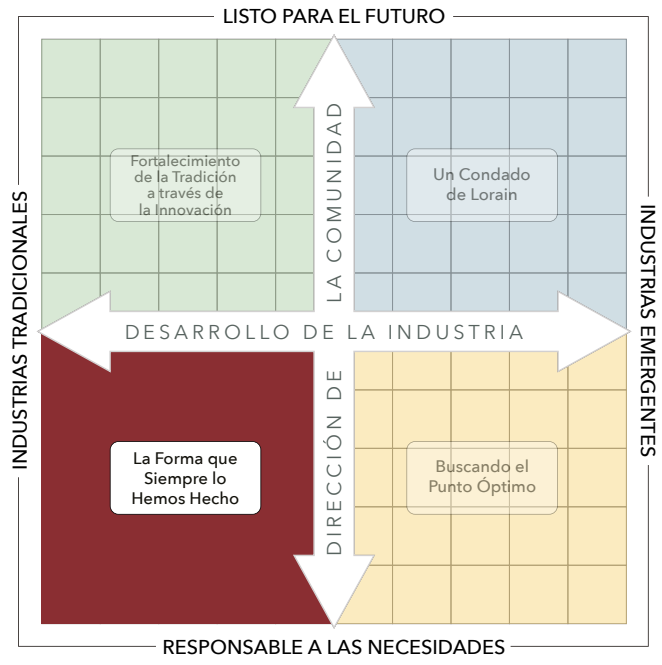 LISTO PARA EL FUTURO
INDUSTRIAS TRADICIONALES
INDUSTRIAS EMERGENTES
Fortalecimiento
de la Tradición
a través de
la Innovación
Un Condado
de Lorain
DIRECCIÓN DE LA COMUNIDAD
DESARROLLO DE LA INDUSTRIA
La Forma que
Siempre lo
Hemos Hecho
Buscando el
Punto Óptimo
RESPONSABLE A LAS NECESIDADES